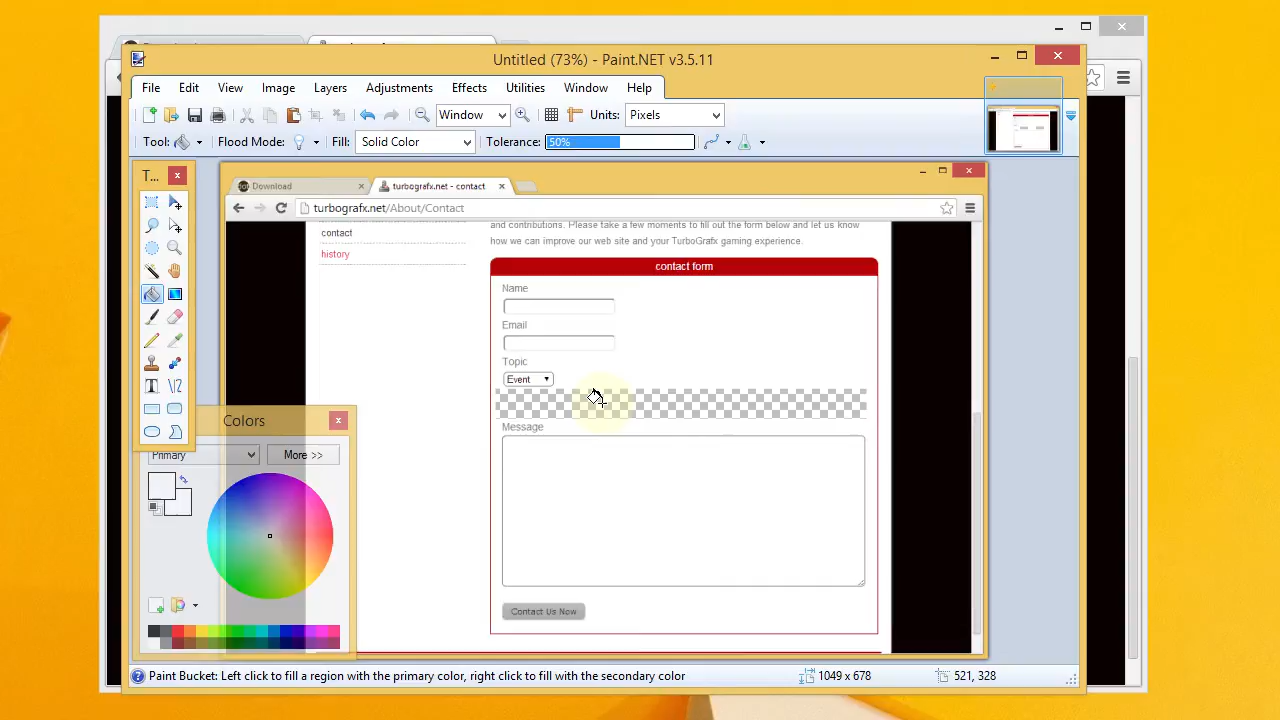 Untitled (73%) - Paint.NET v3.5.11
File Edit View Image Layers Adjustments Effects Utilities Window Help
Window Units: Pixels
Tool: Flood Mode: Fill: Solid Color Tolerance: 50%
T...
Download turbografx.net - contact
turbografx.net/About/Contact
contact
history
and contributions. Please take a few moments to fill out the form below and let us know
how we can improve our web site and your TurboGrafx gaming experience.
contact form
Name
Email
Topic
Event
Message
Contact Us Now
Colors
Primary More >>
Paint Bucket: Left click to fill a region with the primary color, right click to fill with the secondary color 1049 x 678 521, 328